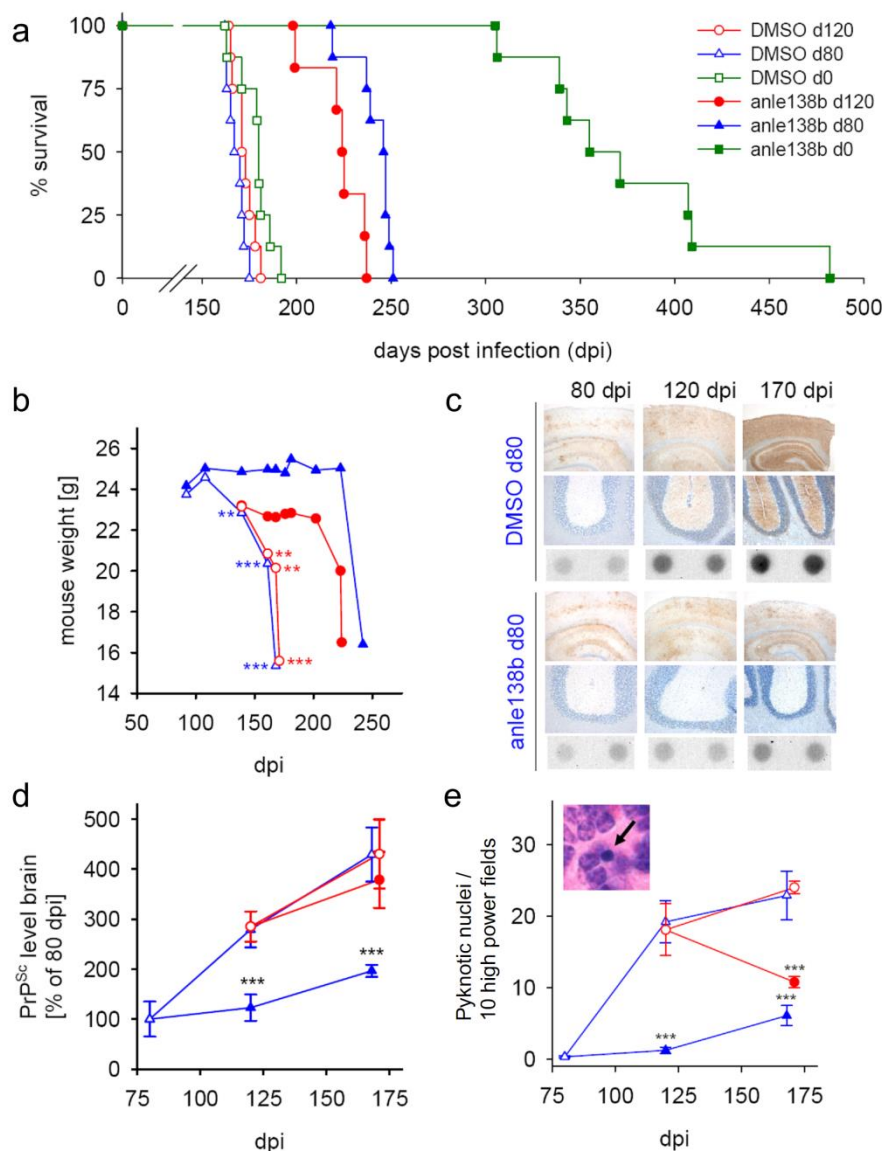 a
100
75
50
25
0
% survival
0 150 200 250 300 350 400 450 500
days post infection (dpi)
DMSO d120
DMSO d80
DMSO d0
anle138b d120
anle138b d80
anle138b d0
b
26
24
22
20
18
16
14
mouse weight [g]
**
***
**
**
***
***
50 100 150 200 250
dpi
c
80 dpi 120 dpi 170 dpi
DMSO d80
anle138b d80
d
500
400
300
200
100
0
PrPSc level brain
[% of 80 dpi]
***
***
75 100 125 150 175
dpi
e
30
20
10
0
Pyknotic nuclei /
10 high power fields
***
***
***
75 100 125 150 175
dpi